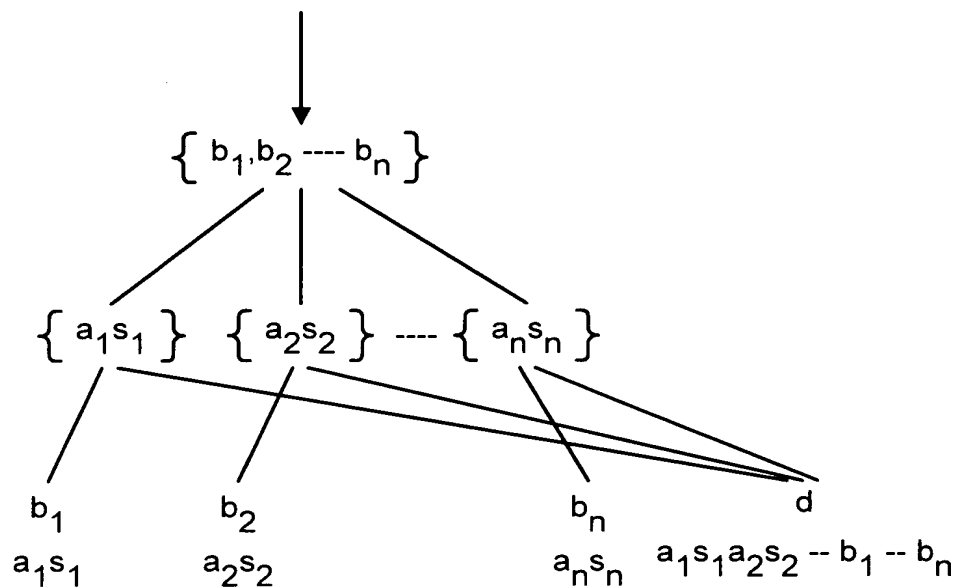 { b₁,b₂ ---- bₙ }
{ a₁s₁ } { a₂s₂ } ---- { aₙsₙ }
b₁ b₂ bₙ d
a₁s₁ a₂s₂ aₙsₙ a₁s₁a₂s₂ -- b₁ -- bₙ